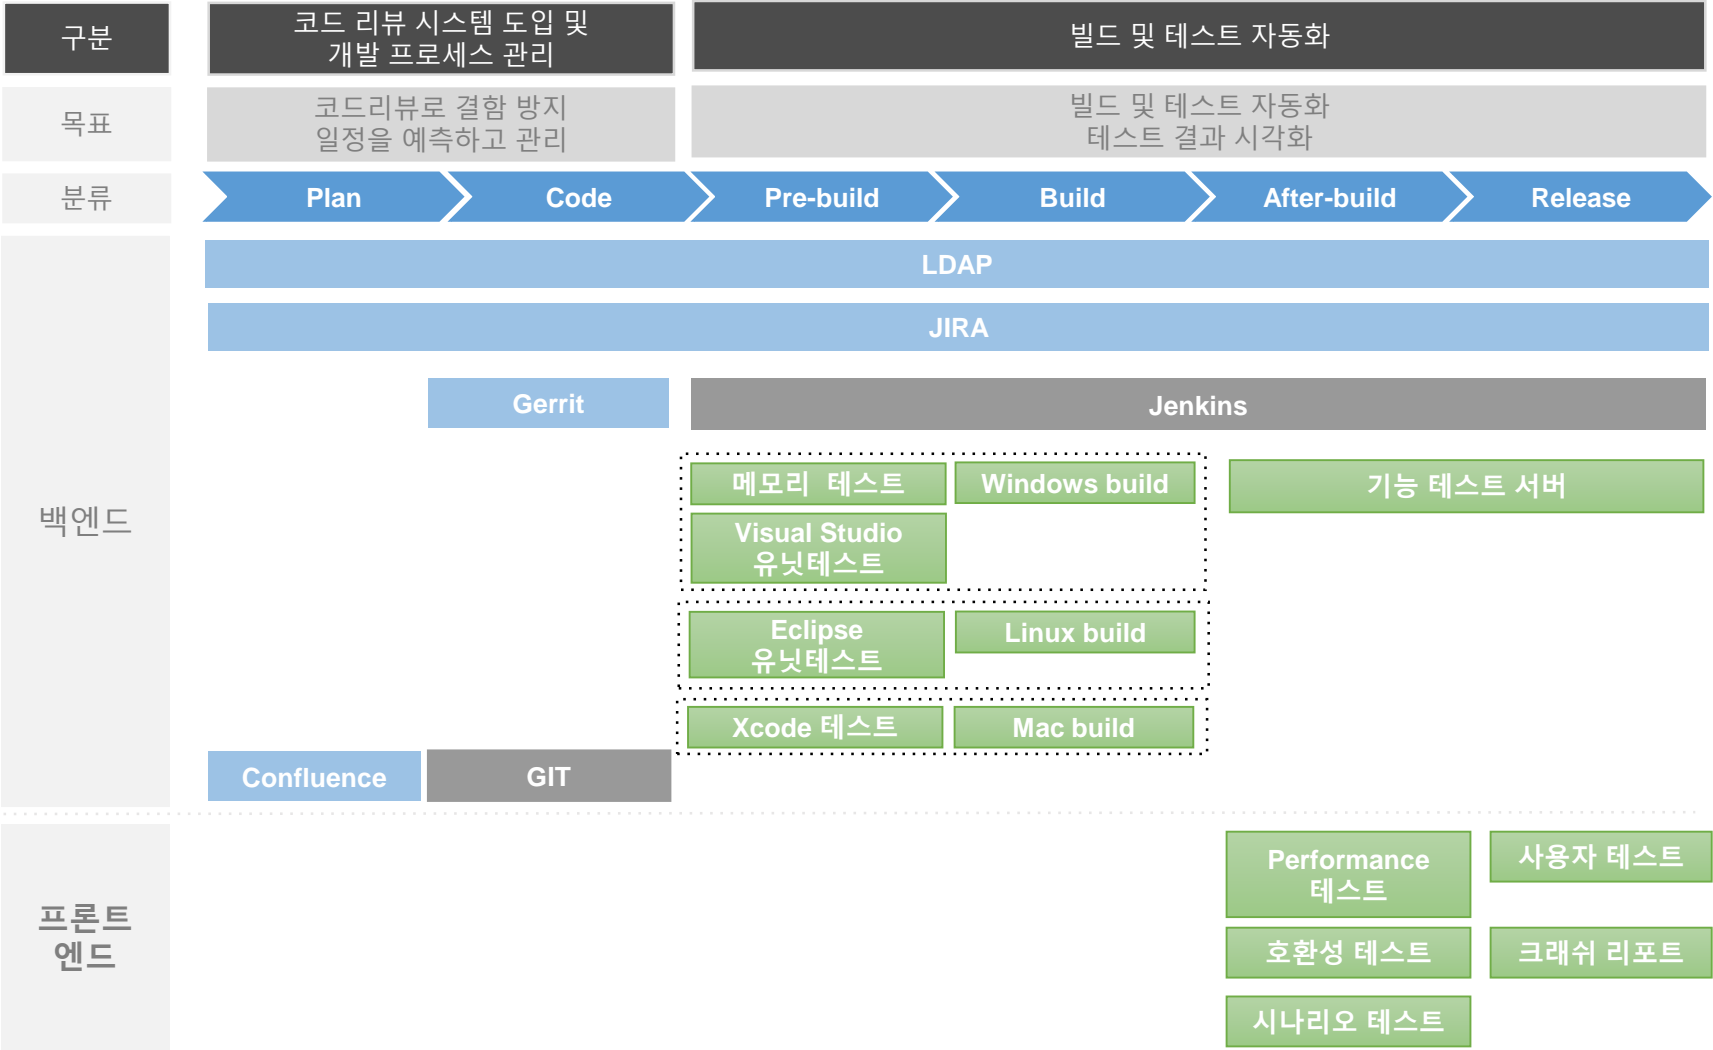 구분
코드 리뷰 시스템 도입 및
개발 프로세스 관리
빌드 및 테스트 자동화
목표
코드리뷰로 결함 방지
일정을 예측하고 관리
빌드 및 테스트 자동화
테스트 결과 시각화
분류
Plan
Code
Pre-build
Build
After-build
Release
백엔드
LDAP
JIRA
Gerrit
Jenkins
메모리 테스트
Windows build
기능 테스트 서버
Visual Studio
유닛테스트
Eclipse
유닛테스트
Linux build
Xcode 테스트
Mac build
Confluence
GIT
프론트
엔드
Performance
테스트
사용자 테스트
호환성 테스트
크래쉬 리포트
시나리오 테스트